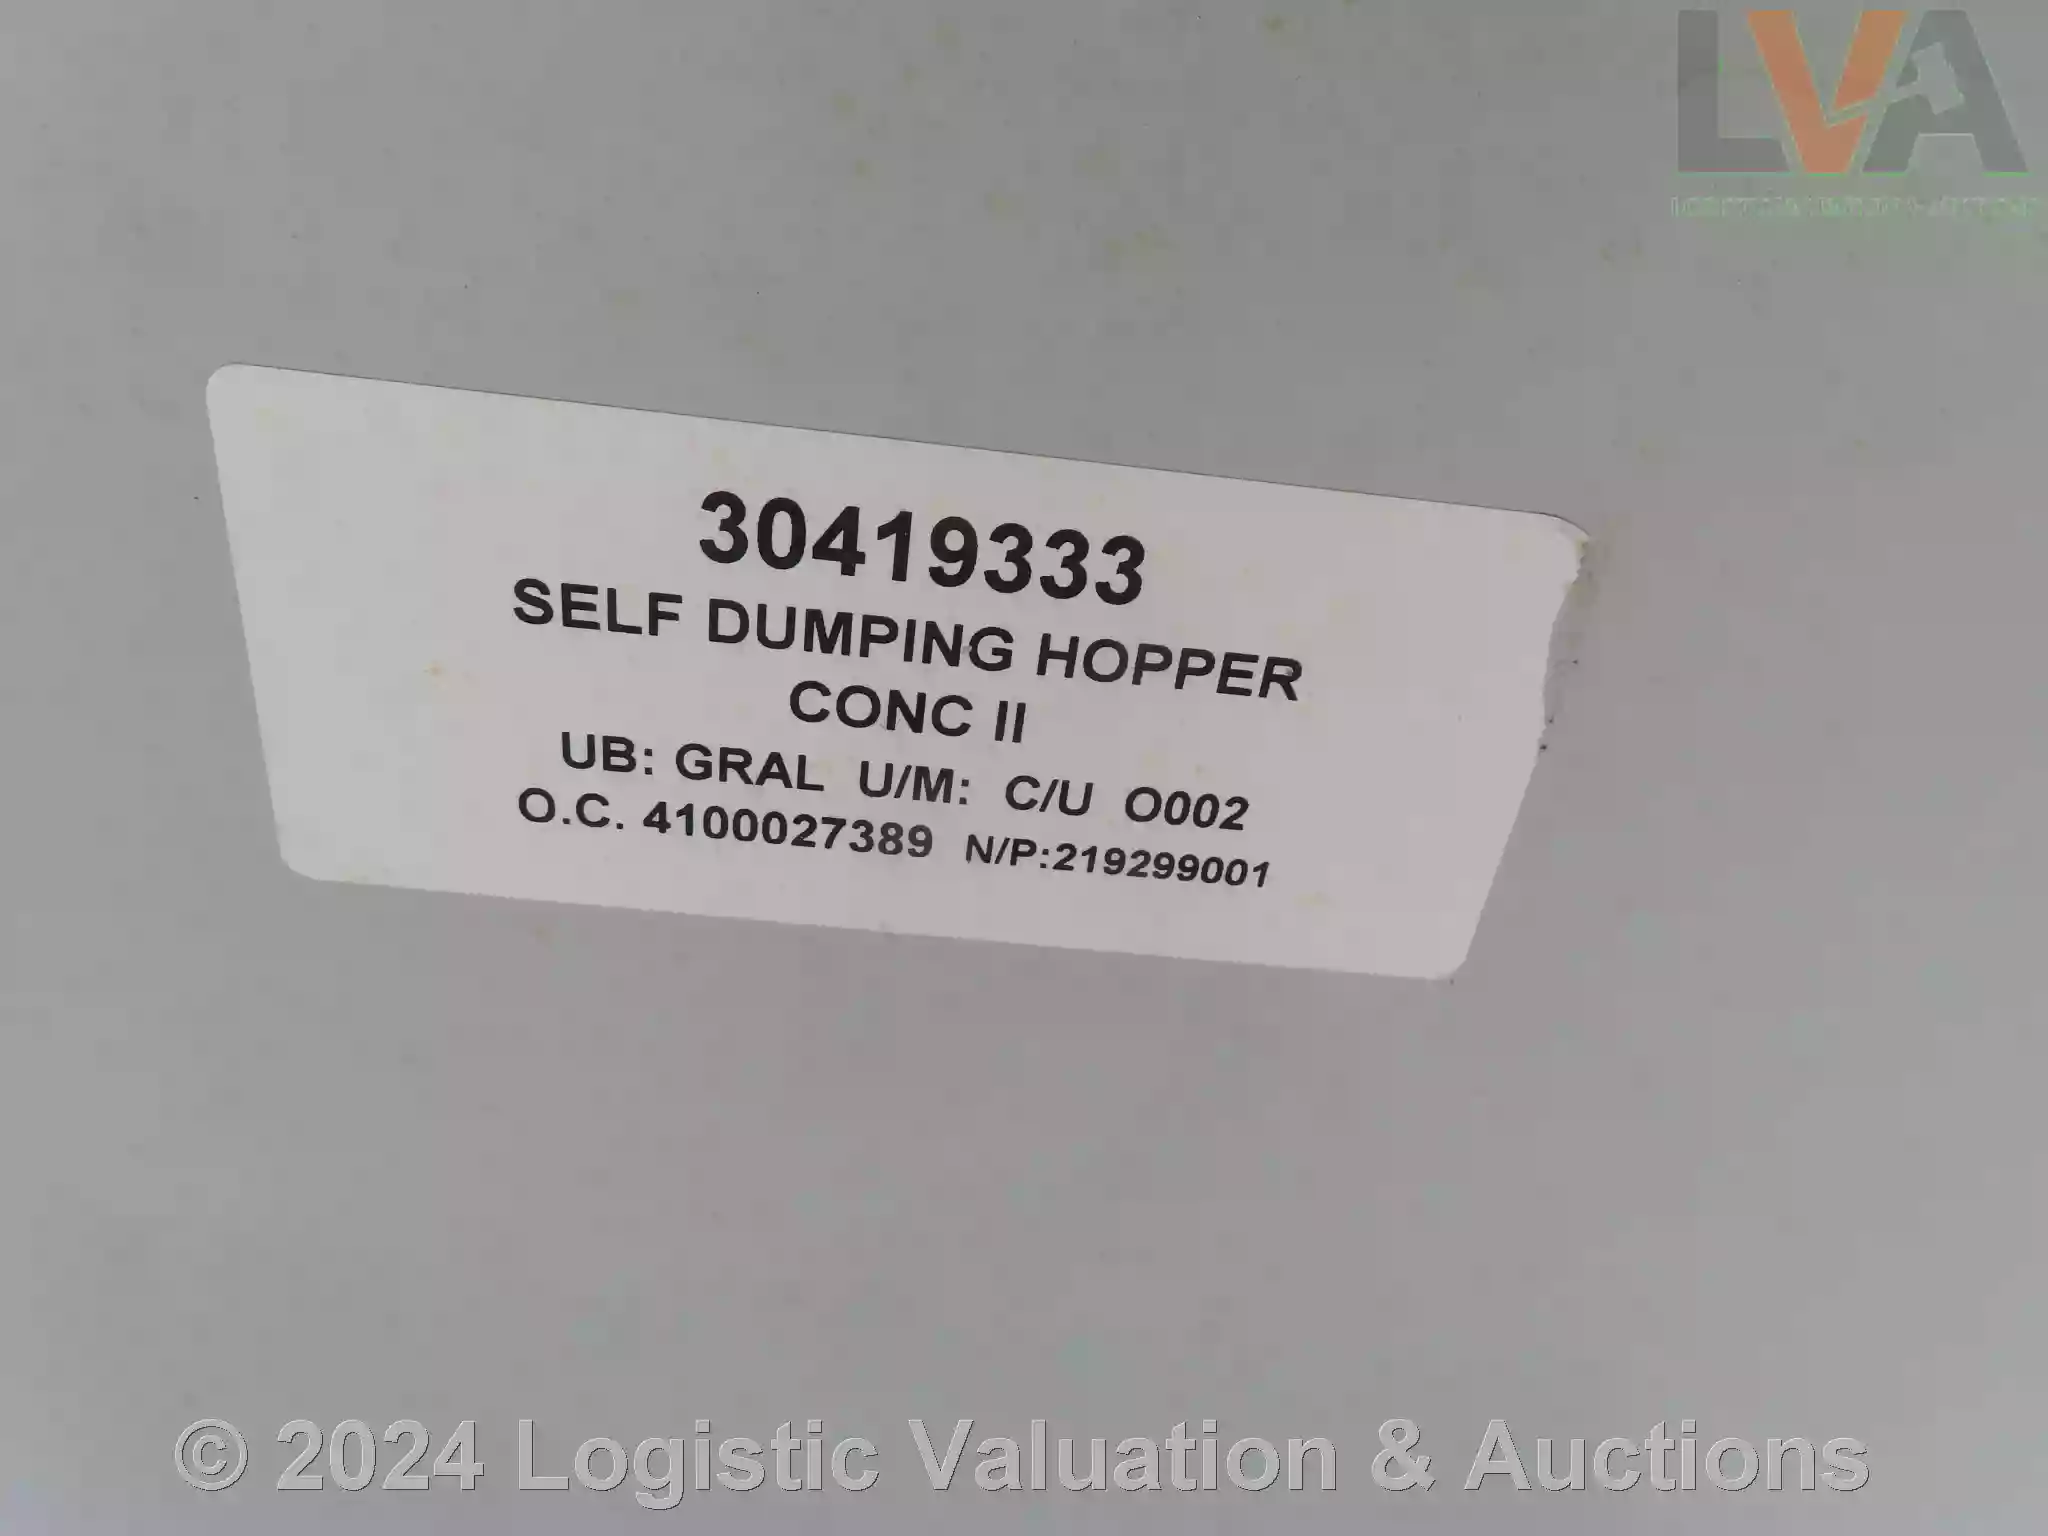 LVA
30419333
SELF DUMPING HOPPER
CONC II
UB: GRAL U/M: C/U O002
O.C. 4100027389 N/P:219299001
© 2024 Logistic Valuation & Auctions